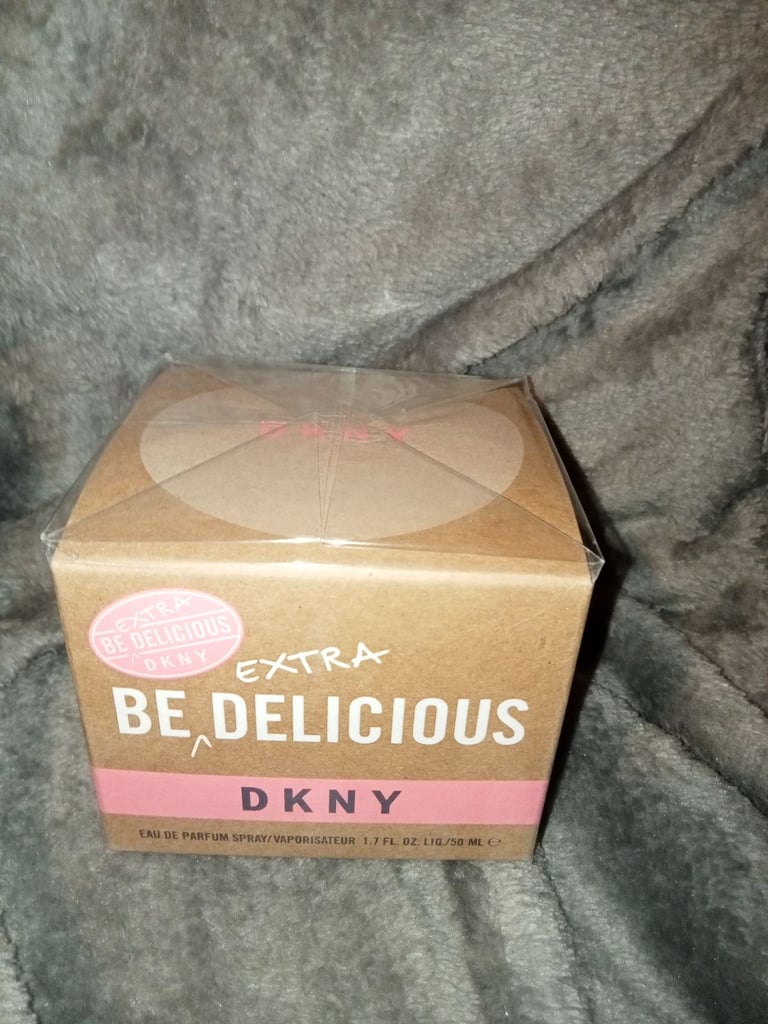 DKNY
EXTRA
BE DELICIOUS
DKNY
EXTRA
BE DELICIOUS
DKNY
EAU DE PARFUM SPRAY/VAPORISATEUR 1.7 FL. OZ. LIQ./50 ML ℮